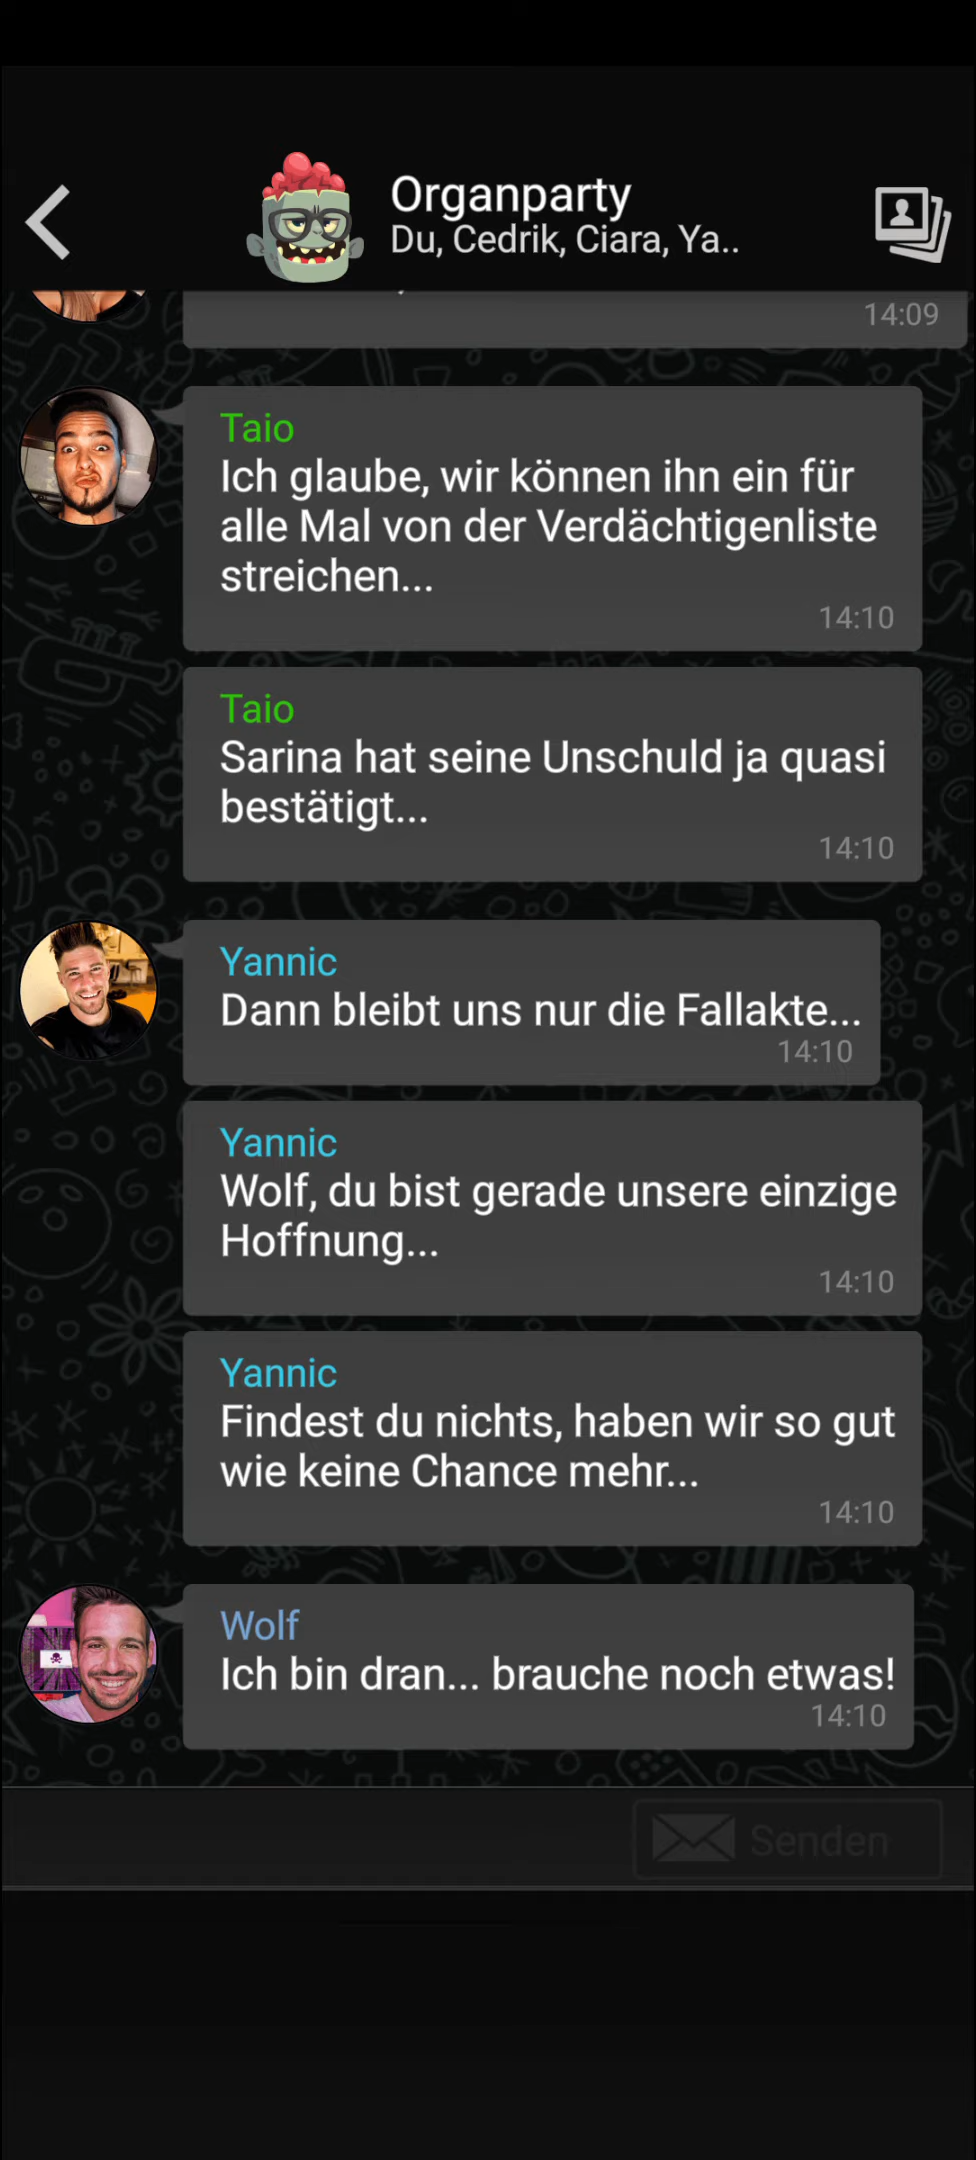 Organparty
Du, Cedrik, Ciara, Ya..
14:09
Taio
Ich glaube, wir können ihn ein für
alle Mal von der Verdächtigenliste
streichen...
14:10
Taio
Sarina hat seine Unschuld ja quasi
bestätigt...
14:10
Yannic
Dann bleibt uns nur die Fallakte...
14:10
Yannic
Wolf, du bist gerade unsere einzige
Hoffnung...
14:10
Yannic
Findest du nichts, haben wir so gut
wie keine Chance mehr...
14:10
Wolf
Ich bin dran... brauche noch etwas!
14:10
Senden